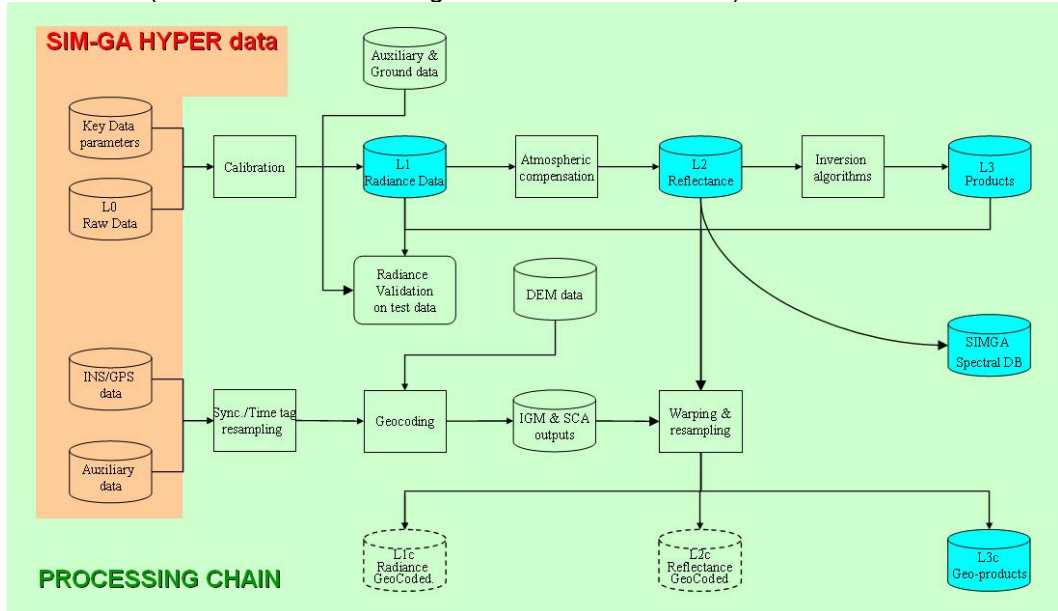 SIM-GA HYPER data
Auxiliary &
Ground data
Key Data
parameters
Calibration
L1
Radiance Data
Atmospheric
compensation
L2
Reflectance
Inversion
algorithms
L3
Products
L0
Raw Data
Radiance
Validation
on test data
DEM data
SIMGA
Spectral DB
INS/GPS
data
Sync./Time tag
resampling
Geocoding
IGM & SCA
outputs
Warping &
resampling
Auxiliary
data
L1c
Radiance
GeoCoded.
L2c
Reflectance
GeoCoded
L3c
Geo-products
PROCESSING CHAIN